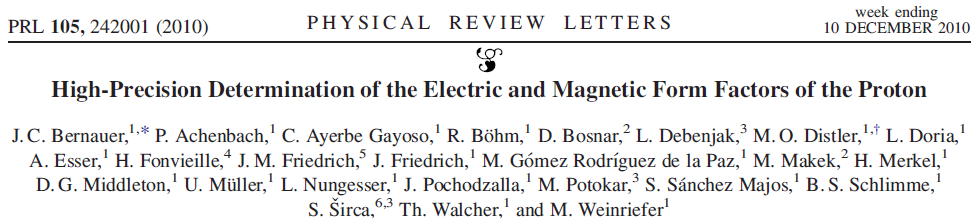 PRL 105, 242001 (2010)
PHYSICAL REVIEW LETTERS
week ending
10 DECEMBER 2010
High-Precision Determination of the Electric and Magnetic Form Factors of the Proton
J. C. Bernauer,1,* P. Achenbach,1 C. Ayerbe Gayoso,1 R. Böhm,1 D. Bosnar,2 L. Debenjak,3 M. O. Distler,1,† L. Doria,1
A. Esser,1 H. Fonvieille,4 J. M. Friedrich,5 J. Friedrich,1 M. Gómez Rodríguez de la Paz,1 M. Makek,2 H. Merkel,1
D. G. Middleton,1 U. Müller,1 L. Nungesser,1 J. Pochodzalla,1 M. Potokar,3 S. Sánchez Majos,1 B. S. Schlimme,1
S. Širca,6,3 Th. Walcher,1 and M. Weinriefer1